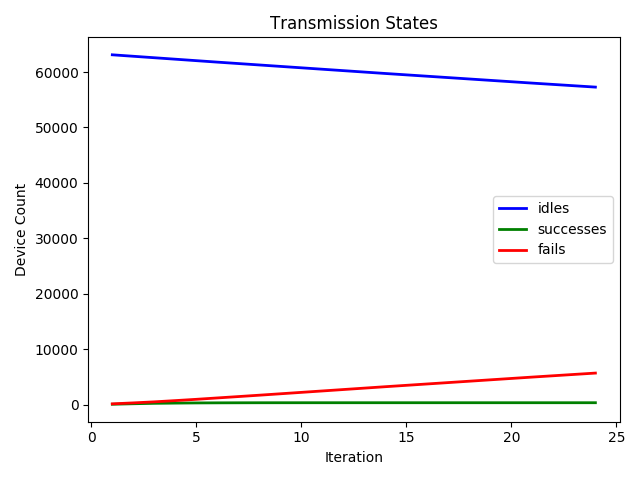 Transmission States
Device Count
60000
50000
40000
30000
20000
10000
0
idles
successes
fails
0 5 10 15 20 25
Iteration